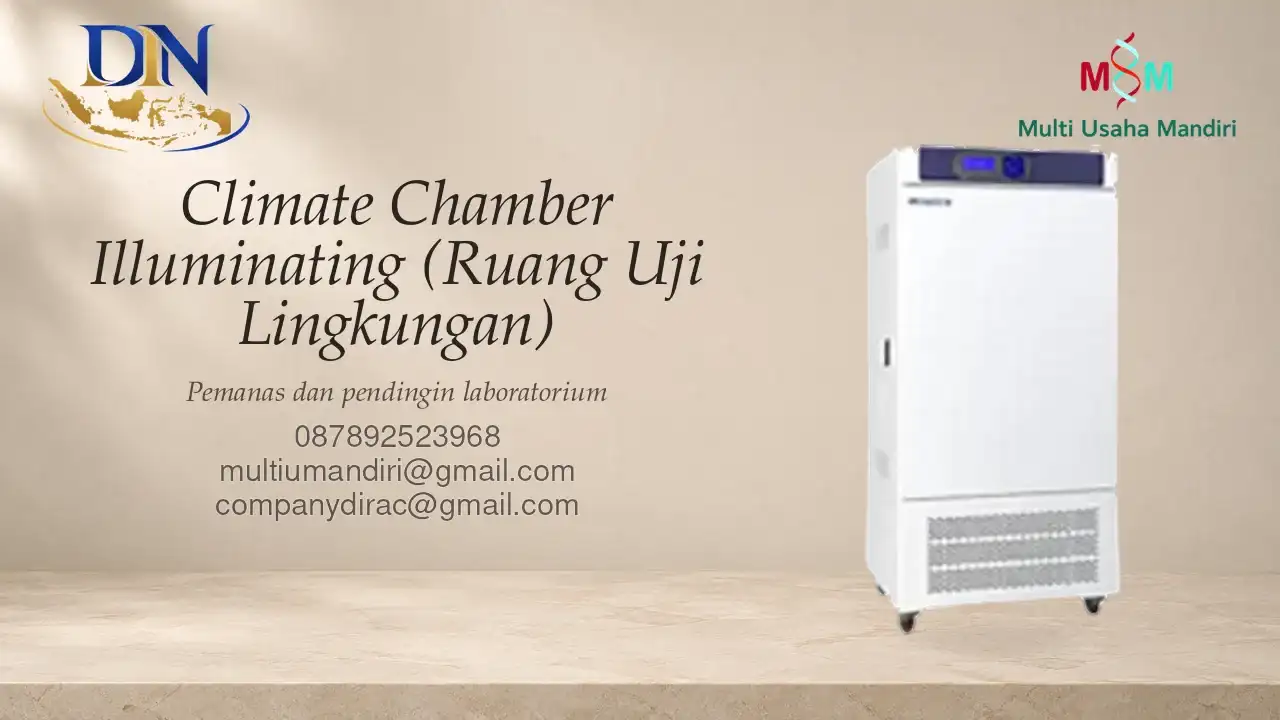 DIN
M M
Multi Usaha Mandiri
Climate Chamber
Illuminating (Ruang Uji
Lingkungan)
Pemanas dan pendingin laboratorium
087892523968
multiumandiri@gmail.com
companydirac@gmail.com